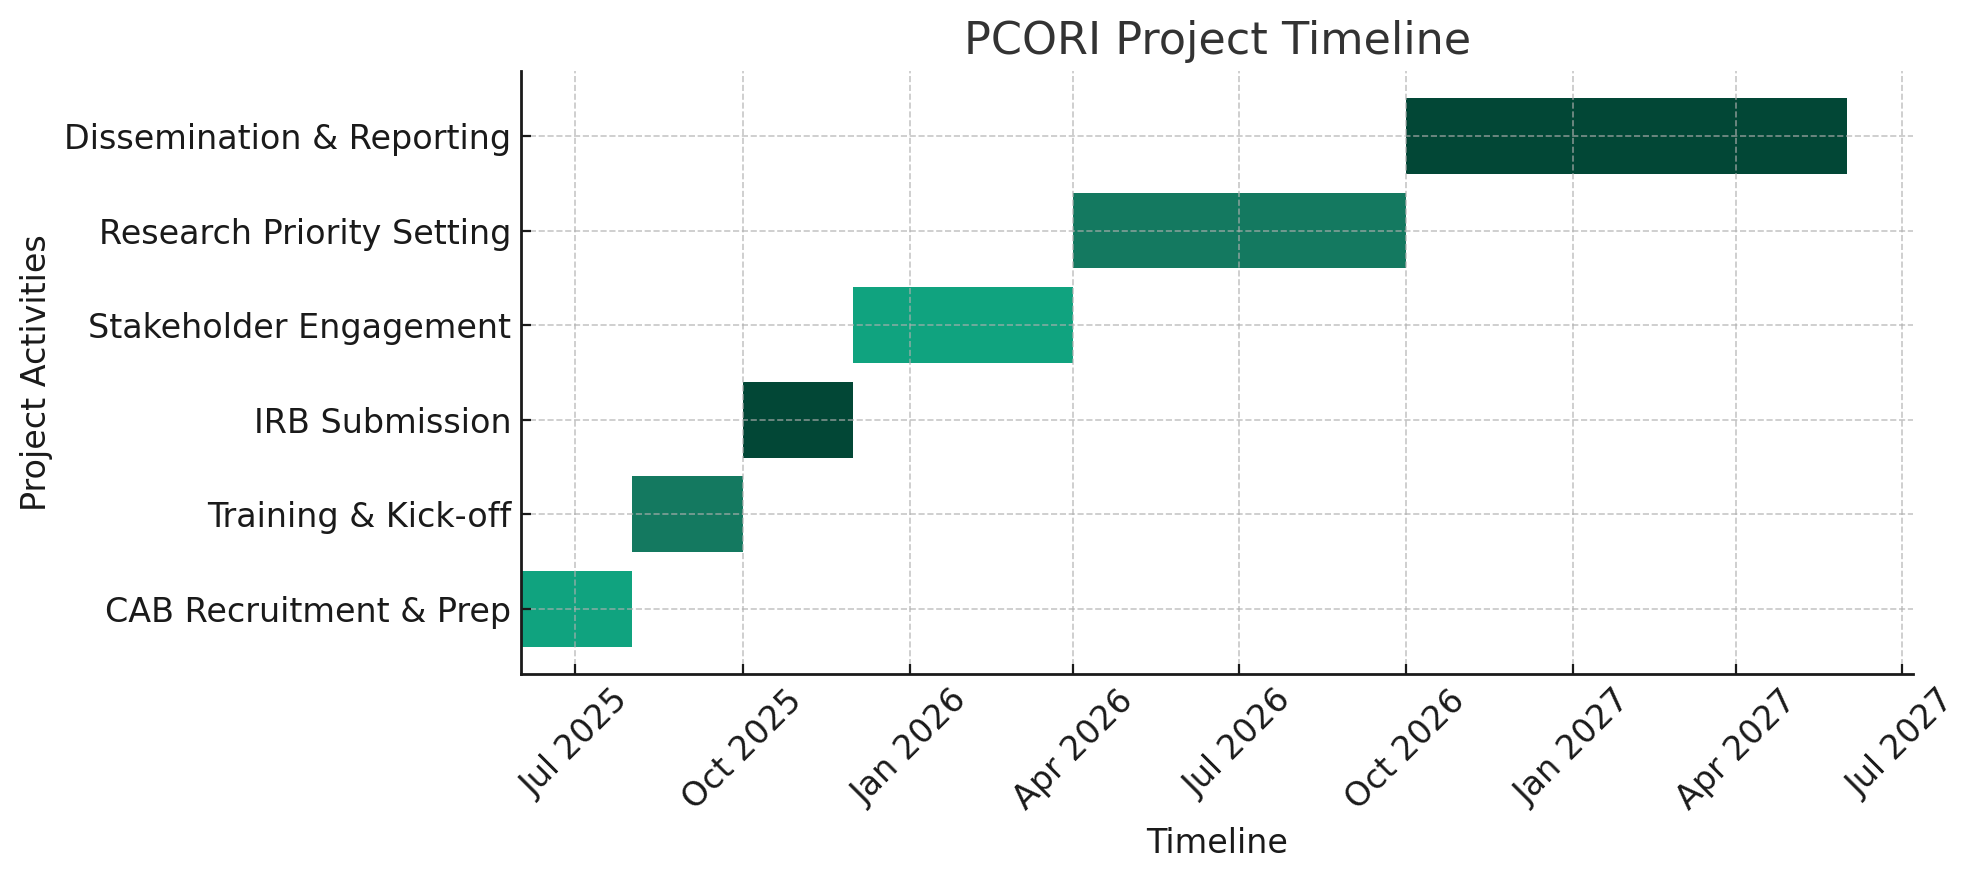 PCORI Project Timeline
Project Activities
Dissemination & Reporting
Research Priority Setting
Stakeholder Engagement
IRB Submission
Training & Kick-off
CAB Recruitment & Prep
Jul 2025
Oct 2025
Jan 2026
Apr 2026
Jul 2026
Oct 2026
Jan 2027
Apr 2027
Jul 2027
Timeline